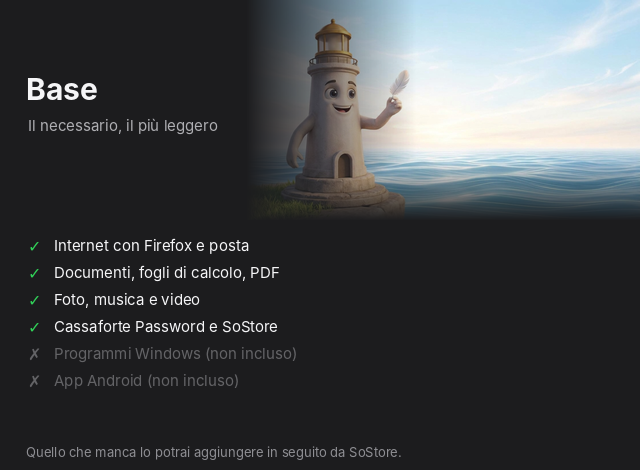 Base
Il necessario, il più leggero
✓ Internet con Firefox e posta
✓ Documenti, fogli di calcolo, PDF
✓ Foto, musica e video
✓ Cassaforte Password e SoStore
✗ Programmi Windows (non incluso)
✗ App Android (non incluso)
Quello che manca lo potrai aggiungere in seguito da SoStore.